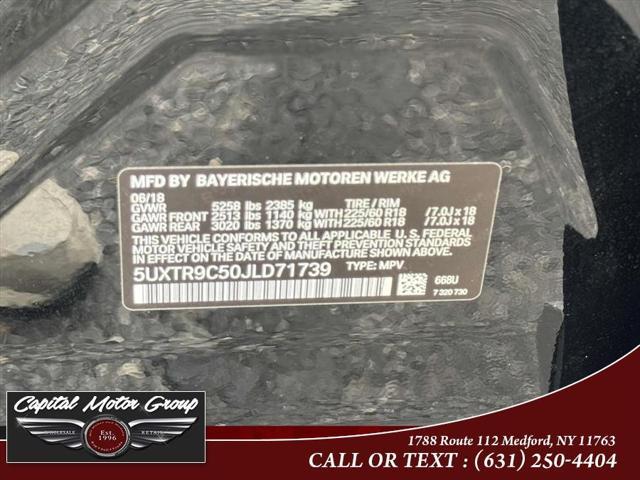 MFD BY BAYERISCHE MOTOREN WERKE AG
08/18
GVWR 5258 lbs 2385 kg TIRE / RIM
GAWR FRONT 2513 lbs 1140 kg WITH 225/60 R18 /7.0J x 18
GAWR REAR 3020 lbs 1370 kg WITH 225/60 R18 /7.0J x 18
THIS VEHICLE CONFORMS TO ALL APPLICABLE U. S. FEDERAL
MOTOR VEHICLE SAFETY AND THEFT PREVENTION STANDARDS
IN EFFECT ON THE DATE OF MANUFACTURE SHOWN ABOVE.
5UXTR9C50JLD71739 TYPE: MPV
668U
7 320 730
Capital Motor Group
WHOLESALE Est. 1996 RETAIL
1788 Route 112 Medford, NY 11763
CALL OR TEXT : (631) 250-4404